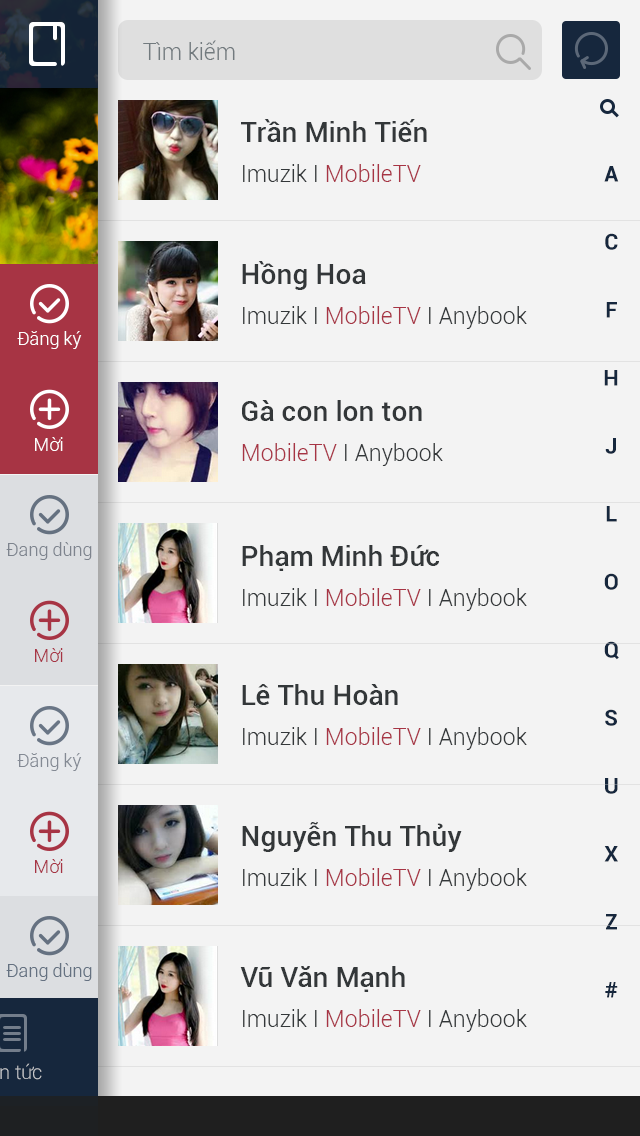 Tìm kiếm
Trần Minh Tiến
Imuzik I MobileTV
Hồng Hoa
Imuzik I MobileTV I Anybook
Gà con lon ton
MobileTV I Anybook
Phạm Minh Đức
Imuzik I MobileTV I Anybook
Lê Thu Hoàn
Imuzik I MobileTV I Anybook
Nguyễn Thu Thủy
Imuzik I MobileTV I Anybook
Vũ Văn Mạnh
Imuzik I MobileTV I Anybook
A
C
F
H
J
L
O
Q
S
U
X
Z
#
Đăng ký
Mời
Đang dùng
Mời
Đăng ký
Mời
Đang dùng
n tức